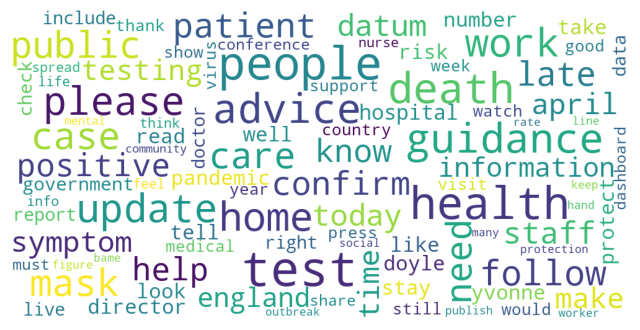 include thank patient datum number take
public show conference nurse risk good data
check spread life testing virus people support week work
please advice death late april
mental think doctor hospital watch rate line
case read well country guidance dashboard
positive community care know information
government pandemic year confirm visit keep
info feel update home today health hand protect
report tell press like need many staff
symptom medical right social time doyle protection
must figure bame help test follow
mask look stay yvonne make
live director england share still publish would worker
outbreak